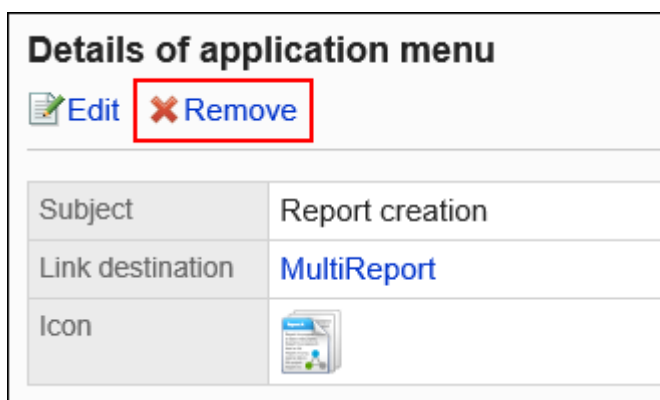 Details of application menu
Edit Remove
Subject Report creation
Link destination MultiReport
Icon